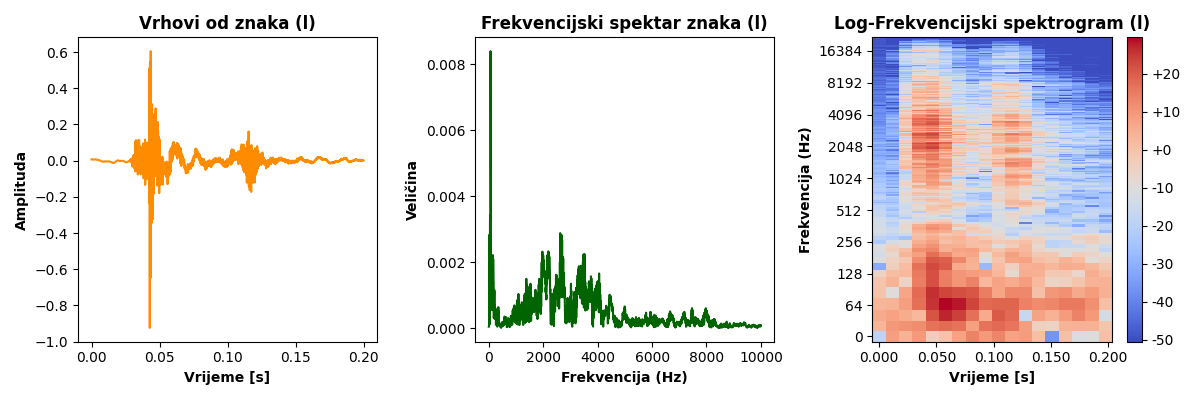 Vrhovi od znaka (l)
Amplituda
0.6
0.4
0.2
0.0
−0.2
−0.4
−0.6
−0.8
−1.0
0.00 0.05 0.10 0.15 0.20
Vrijeme [s]
Frekvencijski spektar znaka (l)
Veličina
0.008
0.006
0.004
0.002
0.000
0 2000 4000 6000 8000 10000
Frekvencija (Hz)
Log-Frekvencijski spektrogram (l)
Frekvencija (Hz)
16384
8192
4096
2048
1024
512
256
128
64
0
0.000 0.050 0.100 0.150 0.200
Vrijeme [s]
+20
+10
+0
-10
-20
-30
-40
-50